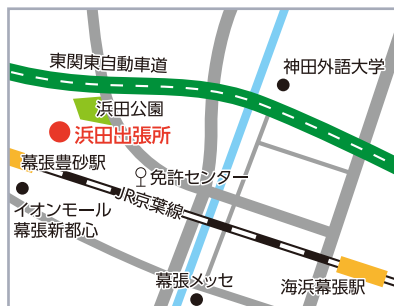 東関東自動車道
神田外語大学
浜田公園
浜田出張所
幕張豊砂駅
免許センター
イオンモール
幕張新都心
JR京葉線
幕張メッセ
海浜幕張駅